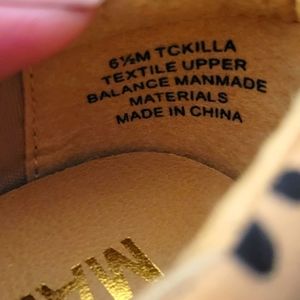 6½M TCKILLA
TEXTILE UPPER
BALANCE MANMADE
MATERIALS
MADE IN CHINA